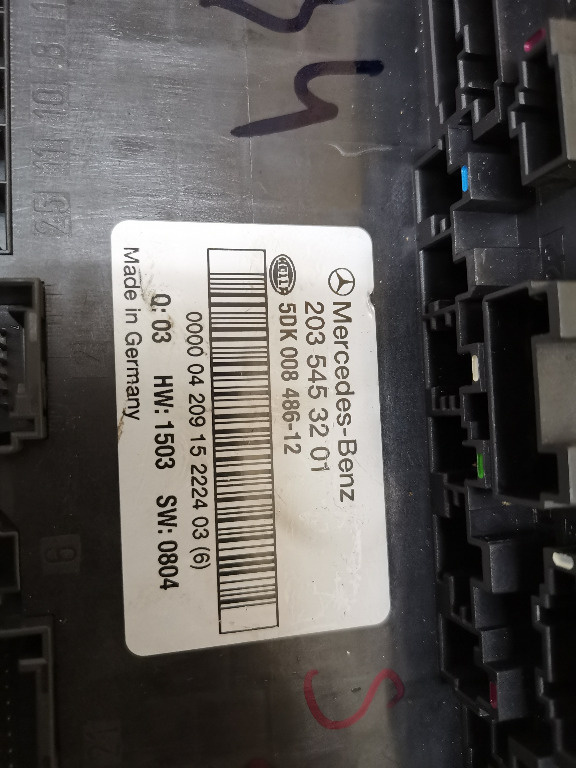 Mercedes-Benz
203 545 32 01
HELLA
5DK 008 486-12
0000 04 209 15 2224 03 (6)
Q: 03 HW: 1503 SW: 0804
Made in Germany